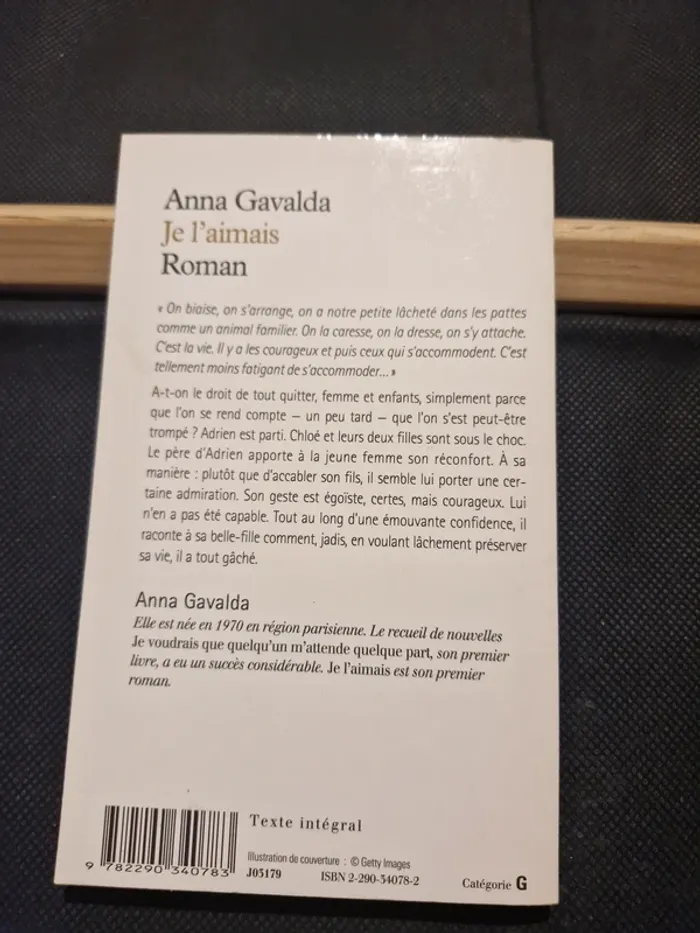 Anna Gavalda
Je l'aimais
Roman
« On biaise, on s'arrange, on a notre petite lâcheté dans les pattes
comme un animal familier. On la caresse, on la dresse, on s'y attache.
C'est la vie. Il y a les courageux et puis ceux qui s'accommodent. C'est
tellement moins fatigant de s'accommoder... »
A-t-on le droit de tout quitter, femme et enfants, simplement parce
que l'on se rend compte – un peu tard – que l'on s'est peut-être
trompé ? Adrien est parti. Chloé et leurs deux filles sont sous le choc.
Le père d'Adrien apporte à la jeune femme son réconfort. À sa
manière : plutôt que d'accabler son fils, il semble lui porter une cer-
taine admiration. Son geste est égoïste, certes, mais courageux. Lui
n'en a pas été capable. Tout au long d'une émouvante confidence, il
raconte à sa belle-fille comment, jadis, en voulant lâchement préserver
sa vie, il a tout gâché.
Anna Gavalda
Elle est née en 1970 en région parisienne. Le recueil de nouvelles
Je voudrais que quelqu'un m'attende quelque part, son premier
livre, a eu un succès considérable. Je l'aimais est son premier
roman.
Texte intégral
Illustration de couverture : © Getty Images
J03179 ISBN 2-290-34078-2 Catégorie G
9 782290 340783